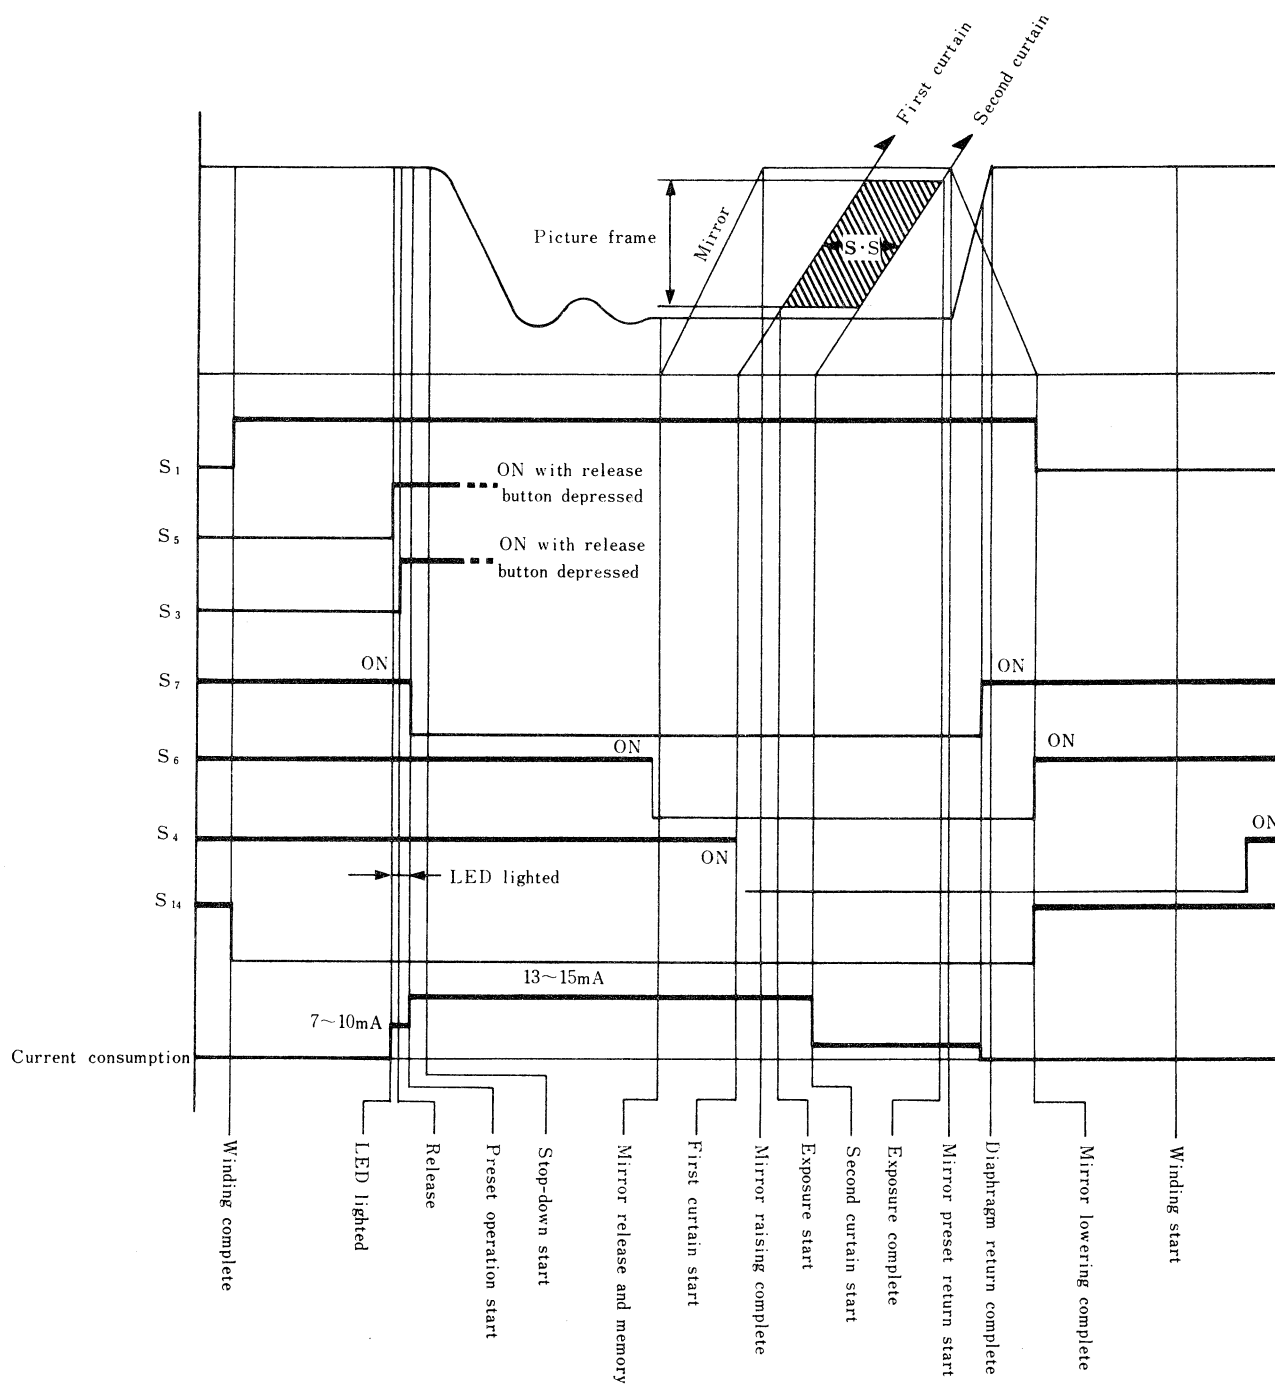 First curtain
Second curtain
Picture frame
Mirror
S·S
S₁
ON with release
button depressed
S₅
ON with release
button depressed
S₃
ON
ON
S₇
ON
ON
S₆
ON
S₄
ON
LED lighted
S₁₄
13~15mA
7~10mA
Current consumption
Winding complete
LED lighted
Release
Preset operation start
Stop-down start
Mirror release and memory
First curtain start
Mirror raising complete
Exposure start
Second curtain start
Exposure complete
Mirror preset return start
Diaphragm return complete
Mirror lowering complete
Winding start